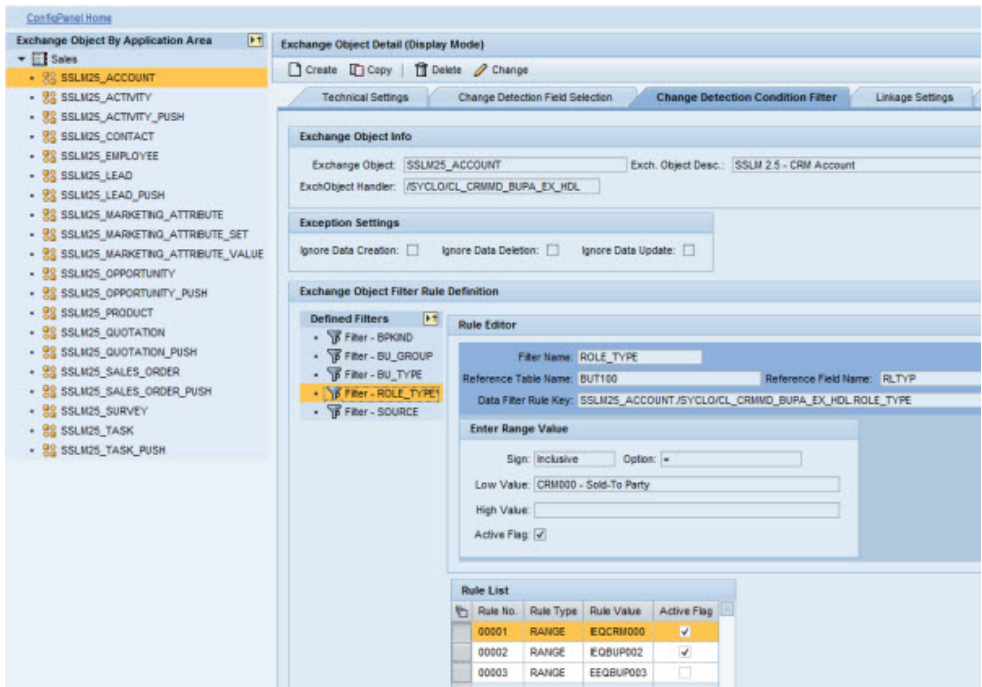 ConfigPanel Home
Exchange Object By Application Area
Sales
SSLM25_ACCOUNT
SSLM25_ACTIVITY
SSLM25_ACTIVITY_PUSH
SSLM25_CONTACT
SSLM25_EMPLOYEE
SSLM25_LEAD
SSLM25_LEAD_PUSH
SSLM25_MARKETING_ATTRIBUTE
SSLM25_MARKETING_ATTRIBUTE_SET
SSLM25_MARKETING_ATTRIBUTE_VALUE
SSLM25_OPPORTUNITY
SSLM25_OPPORTUNITY_PUSH
SSLM25_PRODUCT
SSLM25_QUOTATION
SSLM25_QUOTATION_PUSH
SSLM25_SALES_ORDER
SSLM25_SALES_ORDER_PUSH
SSLM25_SURVEY
SSLM25_TASK
SSLM25_TASK_PUSH
Exchange Object Detail (Display Mode)
Create Copy | Delete Change
Technical Settings Change Detection Field Selection Change Detection Condition Filter Linkage Settings
Exchange Object Info
Exchange Object: SSLM25_ACCOUNT Exch. Object Desc.: SSLM 2.5 - CRM Account
ExchObject Handler: /SYCLO/CL_CRMMD_BUPA_EX_HDL
Exception Settings
Ignore Data Creation: Ignore Data Deletion: Ignore Data Update:
Exchange Object Filter Rule Definition
Defined Filters
Filter - BPKIND
Filter - BU_GROUP
Filter - BU_TYPE
Filter - ROLE_TYPE
Filter - SOURCE
Rule Editor
Filter Name: ROLE_TYPE
Reference Table Name: BUT100 Reference Field Name: RLTYP
Data Filter Rule Key: SSLM25_ACCOUNT./SYCLO/CL_CRMMD_BUPA_EX_HDL.ROLE_TYPE
Enter Range Value
Sign: Inclusive Option: =
Low Value: CRM000 - Sold-To Party
High Value:
Active Flag:
Rule List
Rule No. Rule Type Rule Value Active Flag
00001 RANGE IEQCRM000
00002 RANGE IEQBUP002
00003 RANGE EEQBUP003